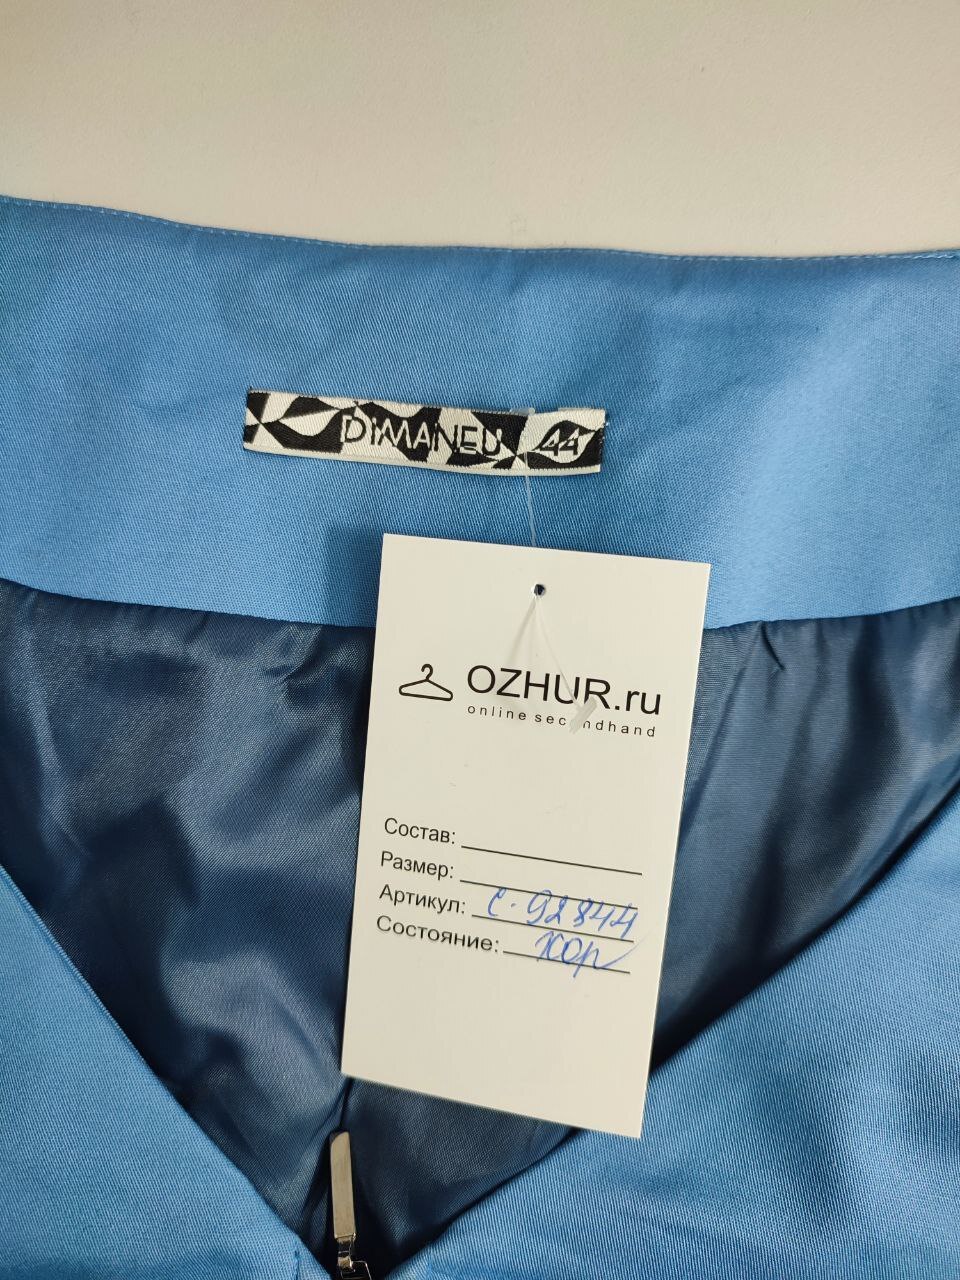 DIMANEU 44
OZHUR.ru
online secondhand
Состав:
Размер:
Артикул: С-92844
Состояние: хор